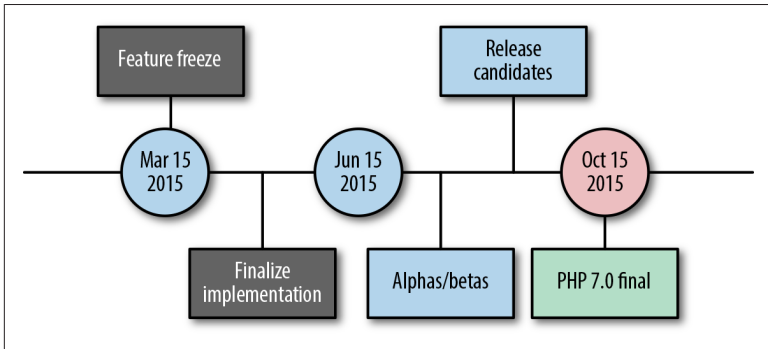 Feature freeze
Release
candidates
Mar 15
2015
Jun 15
2015
Oct 15
2015
Finalize
implementation
Alphas/betas
PHP 7.0 final